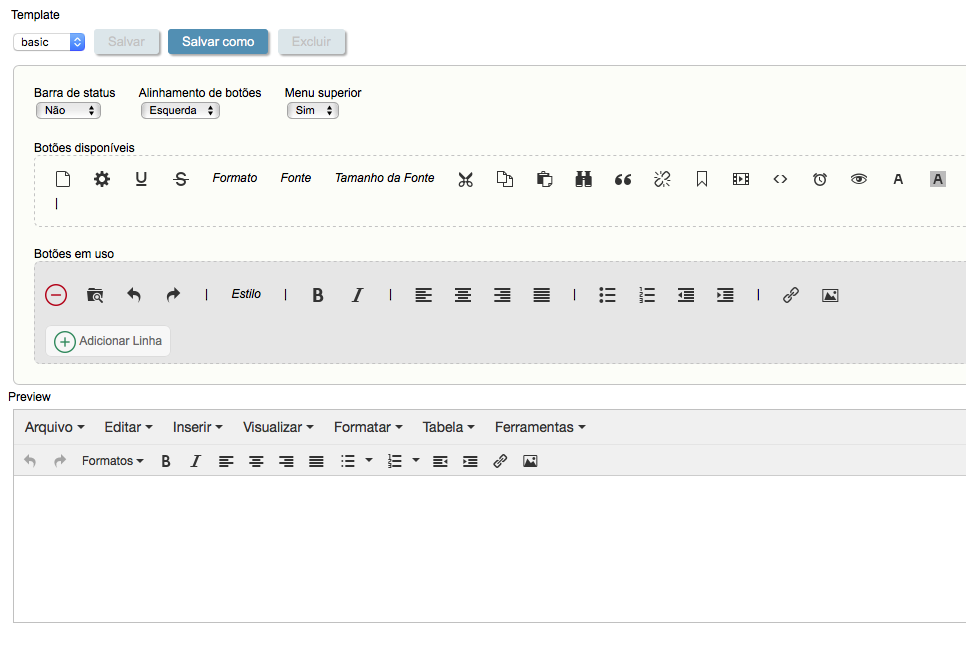 Template
basic Salvar Salvar como Excluir
Barra de status Alinhamento de botões Menu superior
Não Esquerda Sim
Botões disponíveis
Formato Fonte Tamanho da Fonte A A
|
Botões em uso
| Estilo | B I | | |
Adicionar Linha
Preview
Arquivo Editar Inserir Visualizar Formatar Tabela Ferramentas
Formatos B I